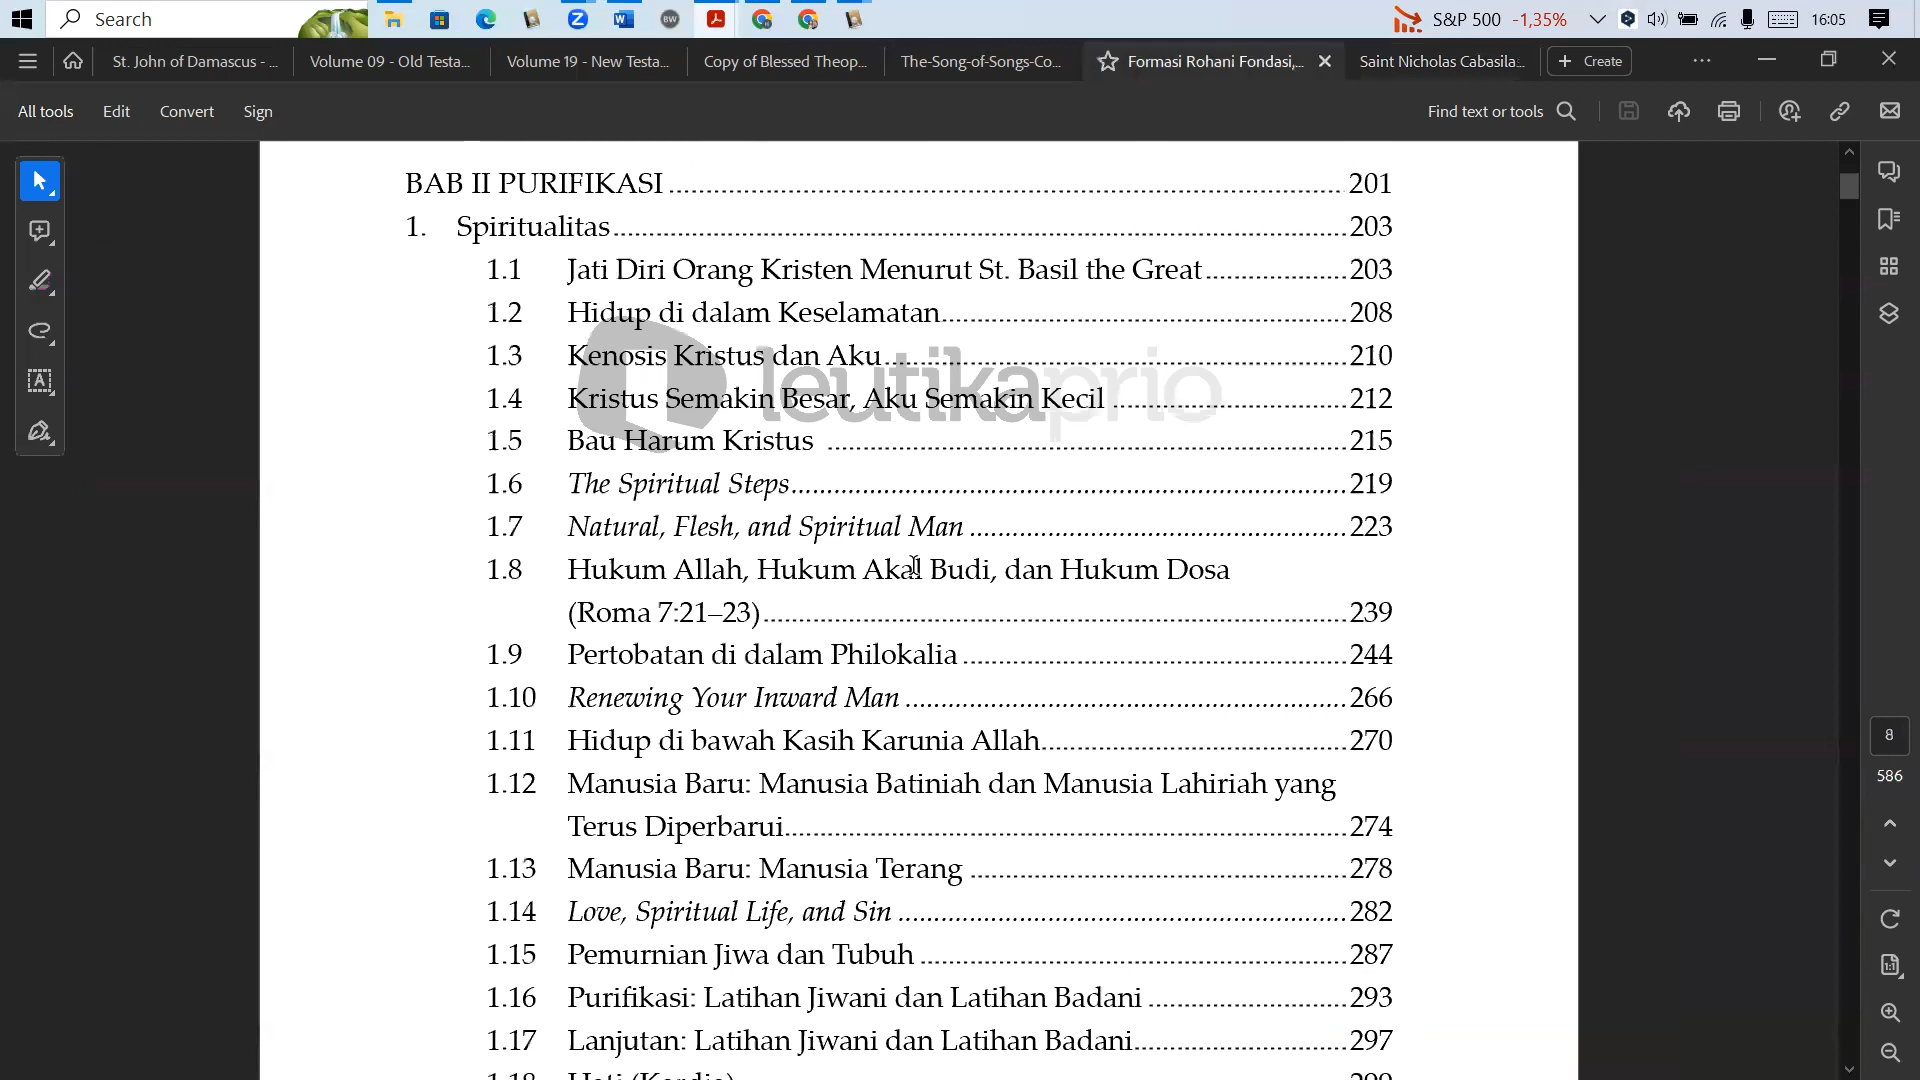 Search
BW
S&P 500 -1,35%
16:05
St. John of Damascus - ...
Volume 09 - Old Testa...
Volume 19 - New Testa...
Copy of Blessed Theop...
The-Song-of-Songs-Co...
Formasi Rohani Fondasi,...
Saint Nicholas Cabasila...
Create
All tools
Edit
Convert
Sign
Find text or tools
BAB II PURIFIKASI 201
1. Spiritualitas 203
1.1 Jati Diri Orang Kristen Menurut St. Basil the Great 203
1.2 Hidup di dalam Keselamatan 208
1.3 Kenosis Kristus dan Aku 210
leutikaprio
1.4 Kristus Semakin Besar, Aku Semakin Kecil 212
1.5 Bau Harum Kristus 215
1.6 The Spiritual Steps 219
1.7 Natural, Flesh, and Spiritual Man 223
1.8 Hukum Allah, Hukum Akal Budi, dan Hukum Dosa
(Roma 7:21–23) 239
1.9 Pertobatan di dalam Philokalia 244
1.10 Renewing Your Inward Man 266
1.11 Hidup di bawah Kasih Karunia Allah 270
1.12 Manusia Baru: Manusia Batiniah dan Manusia Lahiriah yang
Terus Diperbarui 274
1.13 Manusia Baru: Manusia Terang 278
1.14 Love, Spiritual Life, and Sin 282
1.15 Pemurnian Jiwa dan Tubuh 287
1.16 Purifikasi: Latihan Jiwani dan Latihan Badani 293
1.17 Lanjutan: Latihan Jiwani dan Latihan Badani 297
8
586